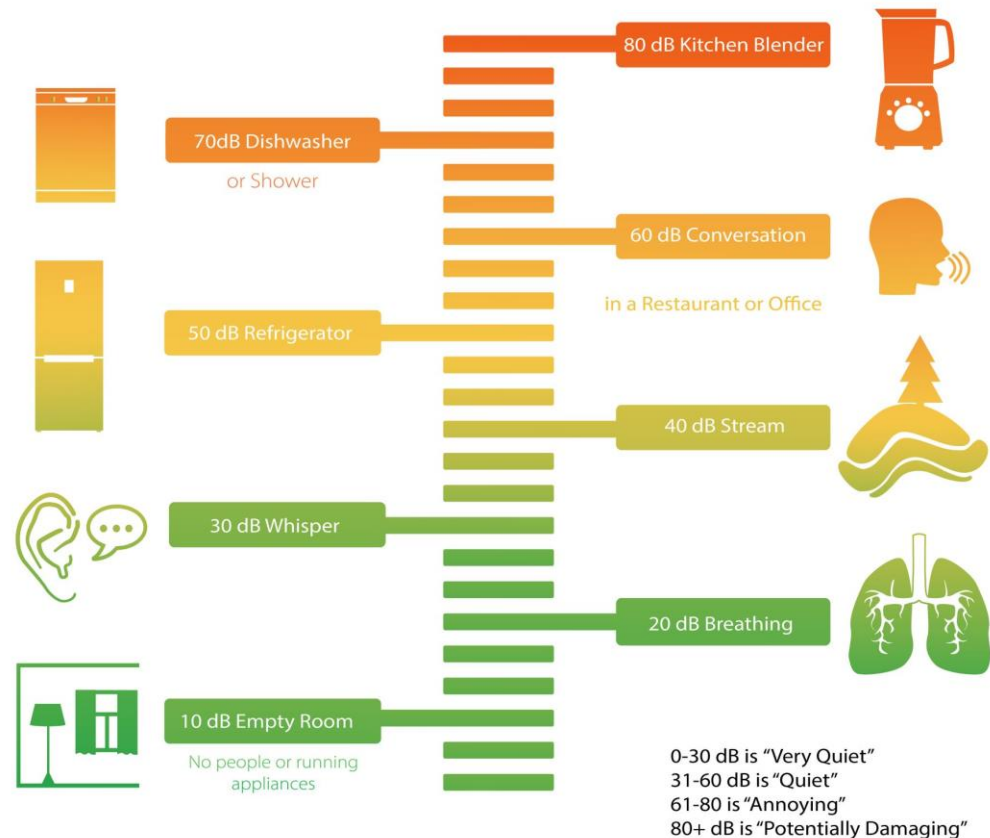 80 dB Kitchen Blender
70dB Dishwasher
or Shower
60 dB Conversation
in a Restaurant or Office
50 dB Refrigerator
40 dB Stream
30 dB Whisper
20 dB Breathing
10 dB Empty Room
No people or running
appliances
0-30 dB is “Very Quiet”
31-60 dB is “Quiet”
61-80 is “Annoying”
80+ dB is “Potentially Damaging”